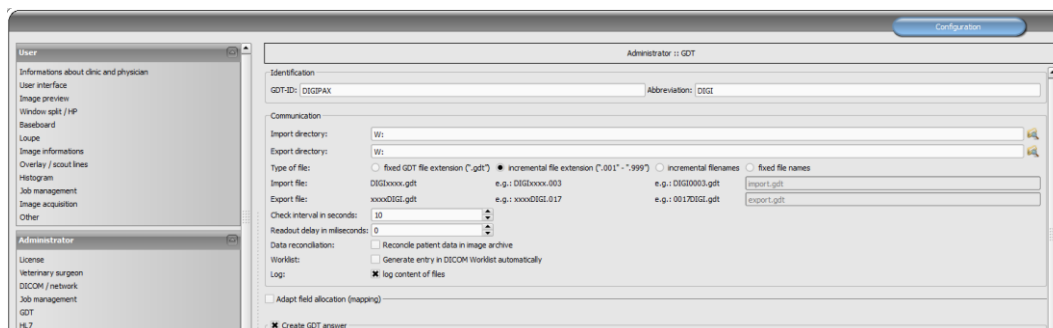 Configuration
User
Informations about clinic and physician
User interface
Image preview
Window split / HP
Baseboard
Loupe
Image informations
Overlay / scout lines
Histogram
Job management
Image acquisition
Other
Administrator
License
Veterinary surgeon
DICOM / network
Job management
GDT
HL7
Administrator :: GDT
Identification
GDT-ID: DIGIPAX Abbreviation: DIGI
Communication
Import directory: W:
Export directory: W:
Type of file: fixed GDT file extension (".gdt") incremental file extension (".001" - ".999") incremental filenames fixed file names
Import file: DIGIxxxx.gdt e.g.: DIGIxxxx.003 e.g.: DIGI0003.gdt import.gdt
Export file: xxxxDIGI.gdt e.g.: xxxxDIGI.017 e.g.: 0017DIGI.gdt export.gdt
Check interval in seconds: 10
Readout delay in miliseconds: 0
Data reconciliation: Reconcile patient data in image archive
Worklist: Generate entry in DICOM Worklist automatically
Log: log content of files
Adapt field allocation (mapping)
Create GDT answer